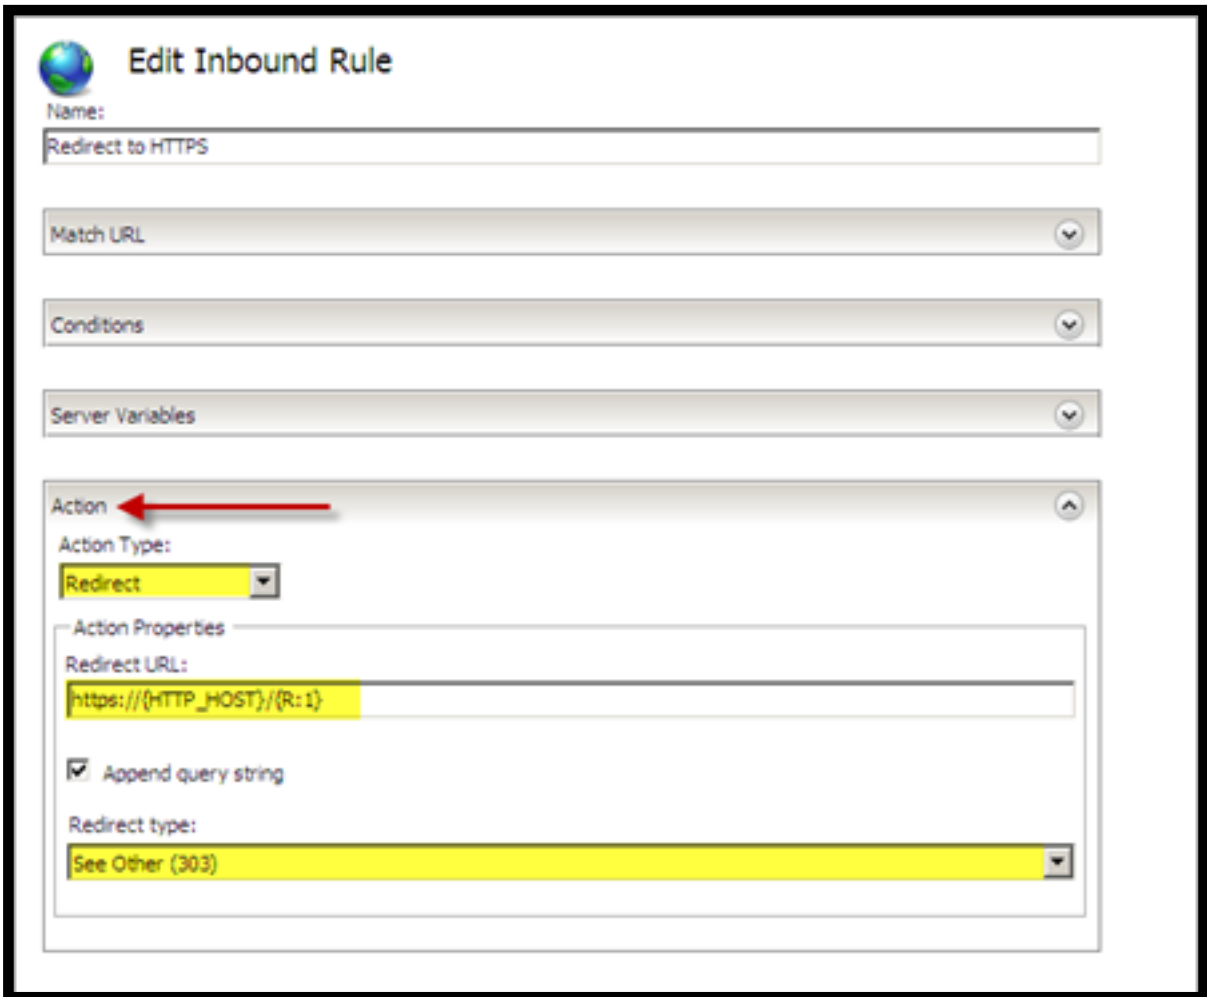 Edit Inbound Rule
Name:
Redirect to HTTPS
Match URL
Conditions
Server Variables
Action
Action Type:
Redirect
Action Properties
Redirect URL:
https://{HTTP_HOST}/{R:1}
Append query string
Redirect type:
See Other (303)